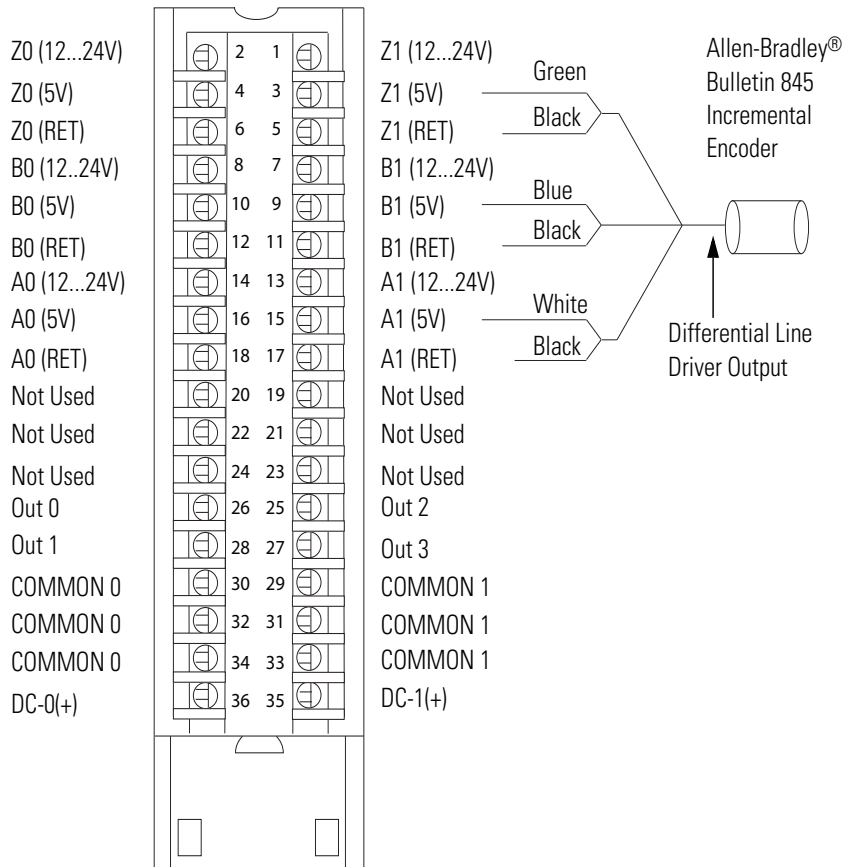 Z0 (12...24V) 2 1 Z1 (12...24V)
Z0 (5V) 4 3 Z1 (5V)
Z0 (RET) 6 5 Z1 (RET)
B0 (12...24V) 8 7 B1 (12...24V)
B0 (5V) 10 9 B1 (5V)
B0 (RET) 12 11 B1 (RET)
A0 (12...24V) 14 13 A1 (12...24V)
A0 (5V) 16 15 A1 (5V)
A0 (RET) 18 17 A1 (RET)
Not Used 20 19 Not Used
Not Used 22 21 Not Used
Not Used 24 23 Not Used
Out 0 26 25 Out 2
Out 1 28 27 Out 3
COMMON 0 30 29 COMMON 1
COMMON 0 32 31 COMMON 1
COMMON 0 34 33 COMMON 1
DC-0(+) 36 35 DC-1(+)
Green
Black
Blue
Black
White
Black
Allen-Bradley®
Bulletin 845
Incremental
Encoder
Differential Line
Driver Output